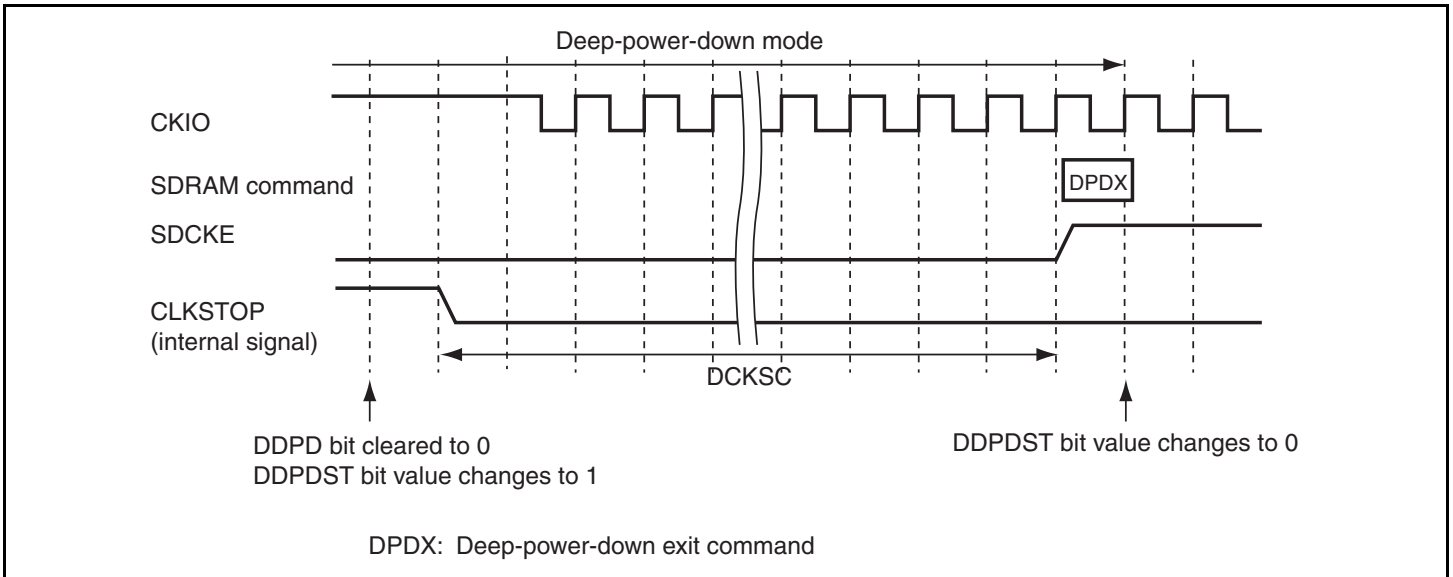 Deep-power-down mode
CKIO
SDRAM command
DPDX
SDCKE
CLKSTOP
(internal signal)
DCKSC
DDPD bit cleared to 0
DDPDST bit value changes to 1
DDPDST bit value changes to 0
DPDX: Deep-power-down exit command